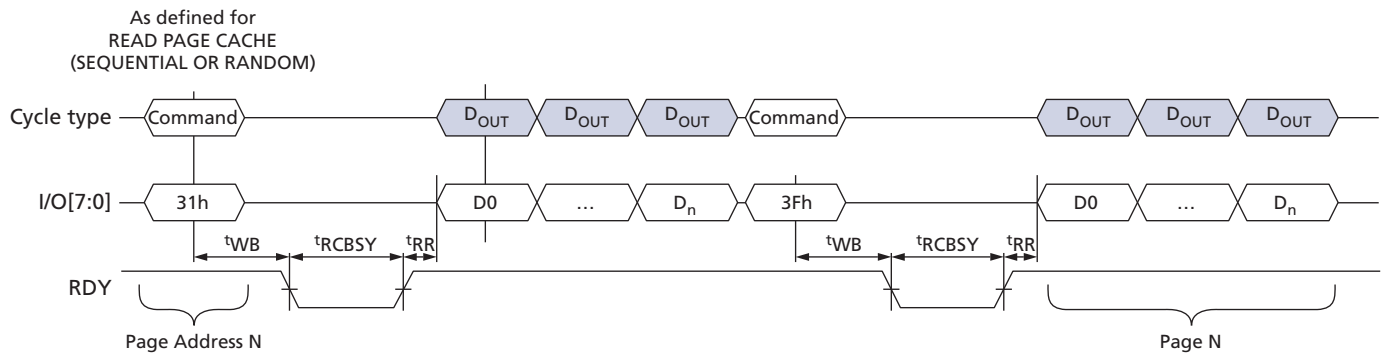 As defined for
READ PAGE CACHE
(SEQUENTIAL OR RANDOM)
Cycle type Command DOUT DOUT DOUT Command DOUT DOUT DOUT
I/O[7:0] 31h D0 ... Dn 3Fh D0 ... Dn
tWB tRCBSY tRR tWB tRCBSY tRR
RDY
Page Address N Page N